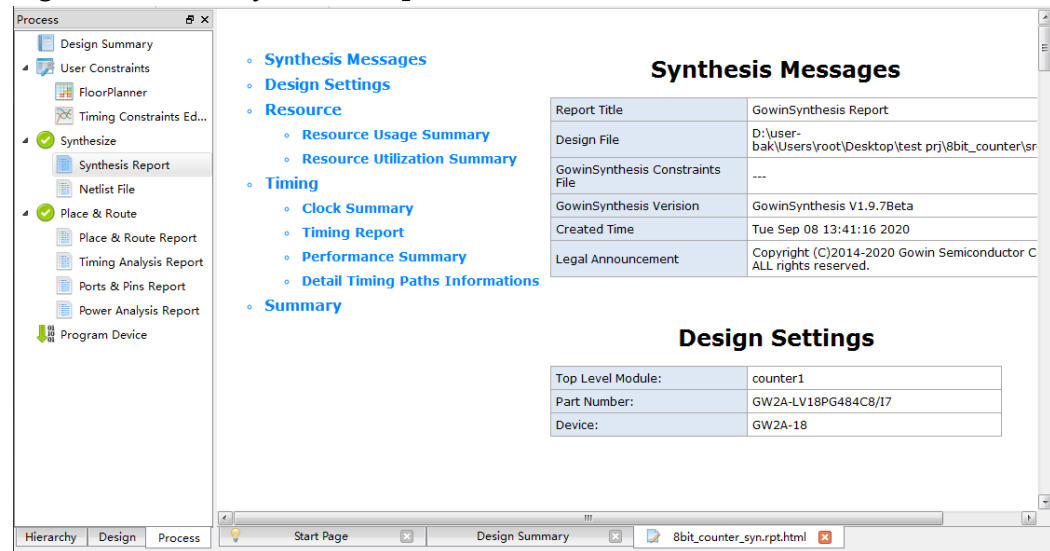 Process
Design Summary
User Constraints
FloorPlanner
Timing Constraints Ed...
Synthesize
Synthesis Report
Netlist File
Place & Route
Place & Route Report
Timing Analysis Report
Ports & Pins Report
Power Analysis Report
Program Device
Hierarchy Design Process
Synthesis Messages
Design Settings
Resource
Resource Usage Summary
Resource Utilization Summary
Timing
Clock Summary
Timing Report
Performance Summary
Detail Timing Paths Informations
Summary
Synthesis Messages
Report Title GowinSynthesis Report
Design File D:\user-
bak\Users\root\Desktop\test prj\8bit_counter\sr
GowinSynthesis Constraints
File ---
GowinSynthesis Verision GowinSynthesis V1.9.7Beta
Created Time Tue Sep 08 13:41:16 2020
Legal Announcement Copyright (C)2014-2020 Gowin Semiconductor C
ALL rights reserved.
Design Settings
Top Level Module: counter1
Part Number: GW2A-LV18PG484C8/I7
Device: GW2A-18
Start Page Design Summary 8bit_counter_syn.rpt.html